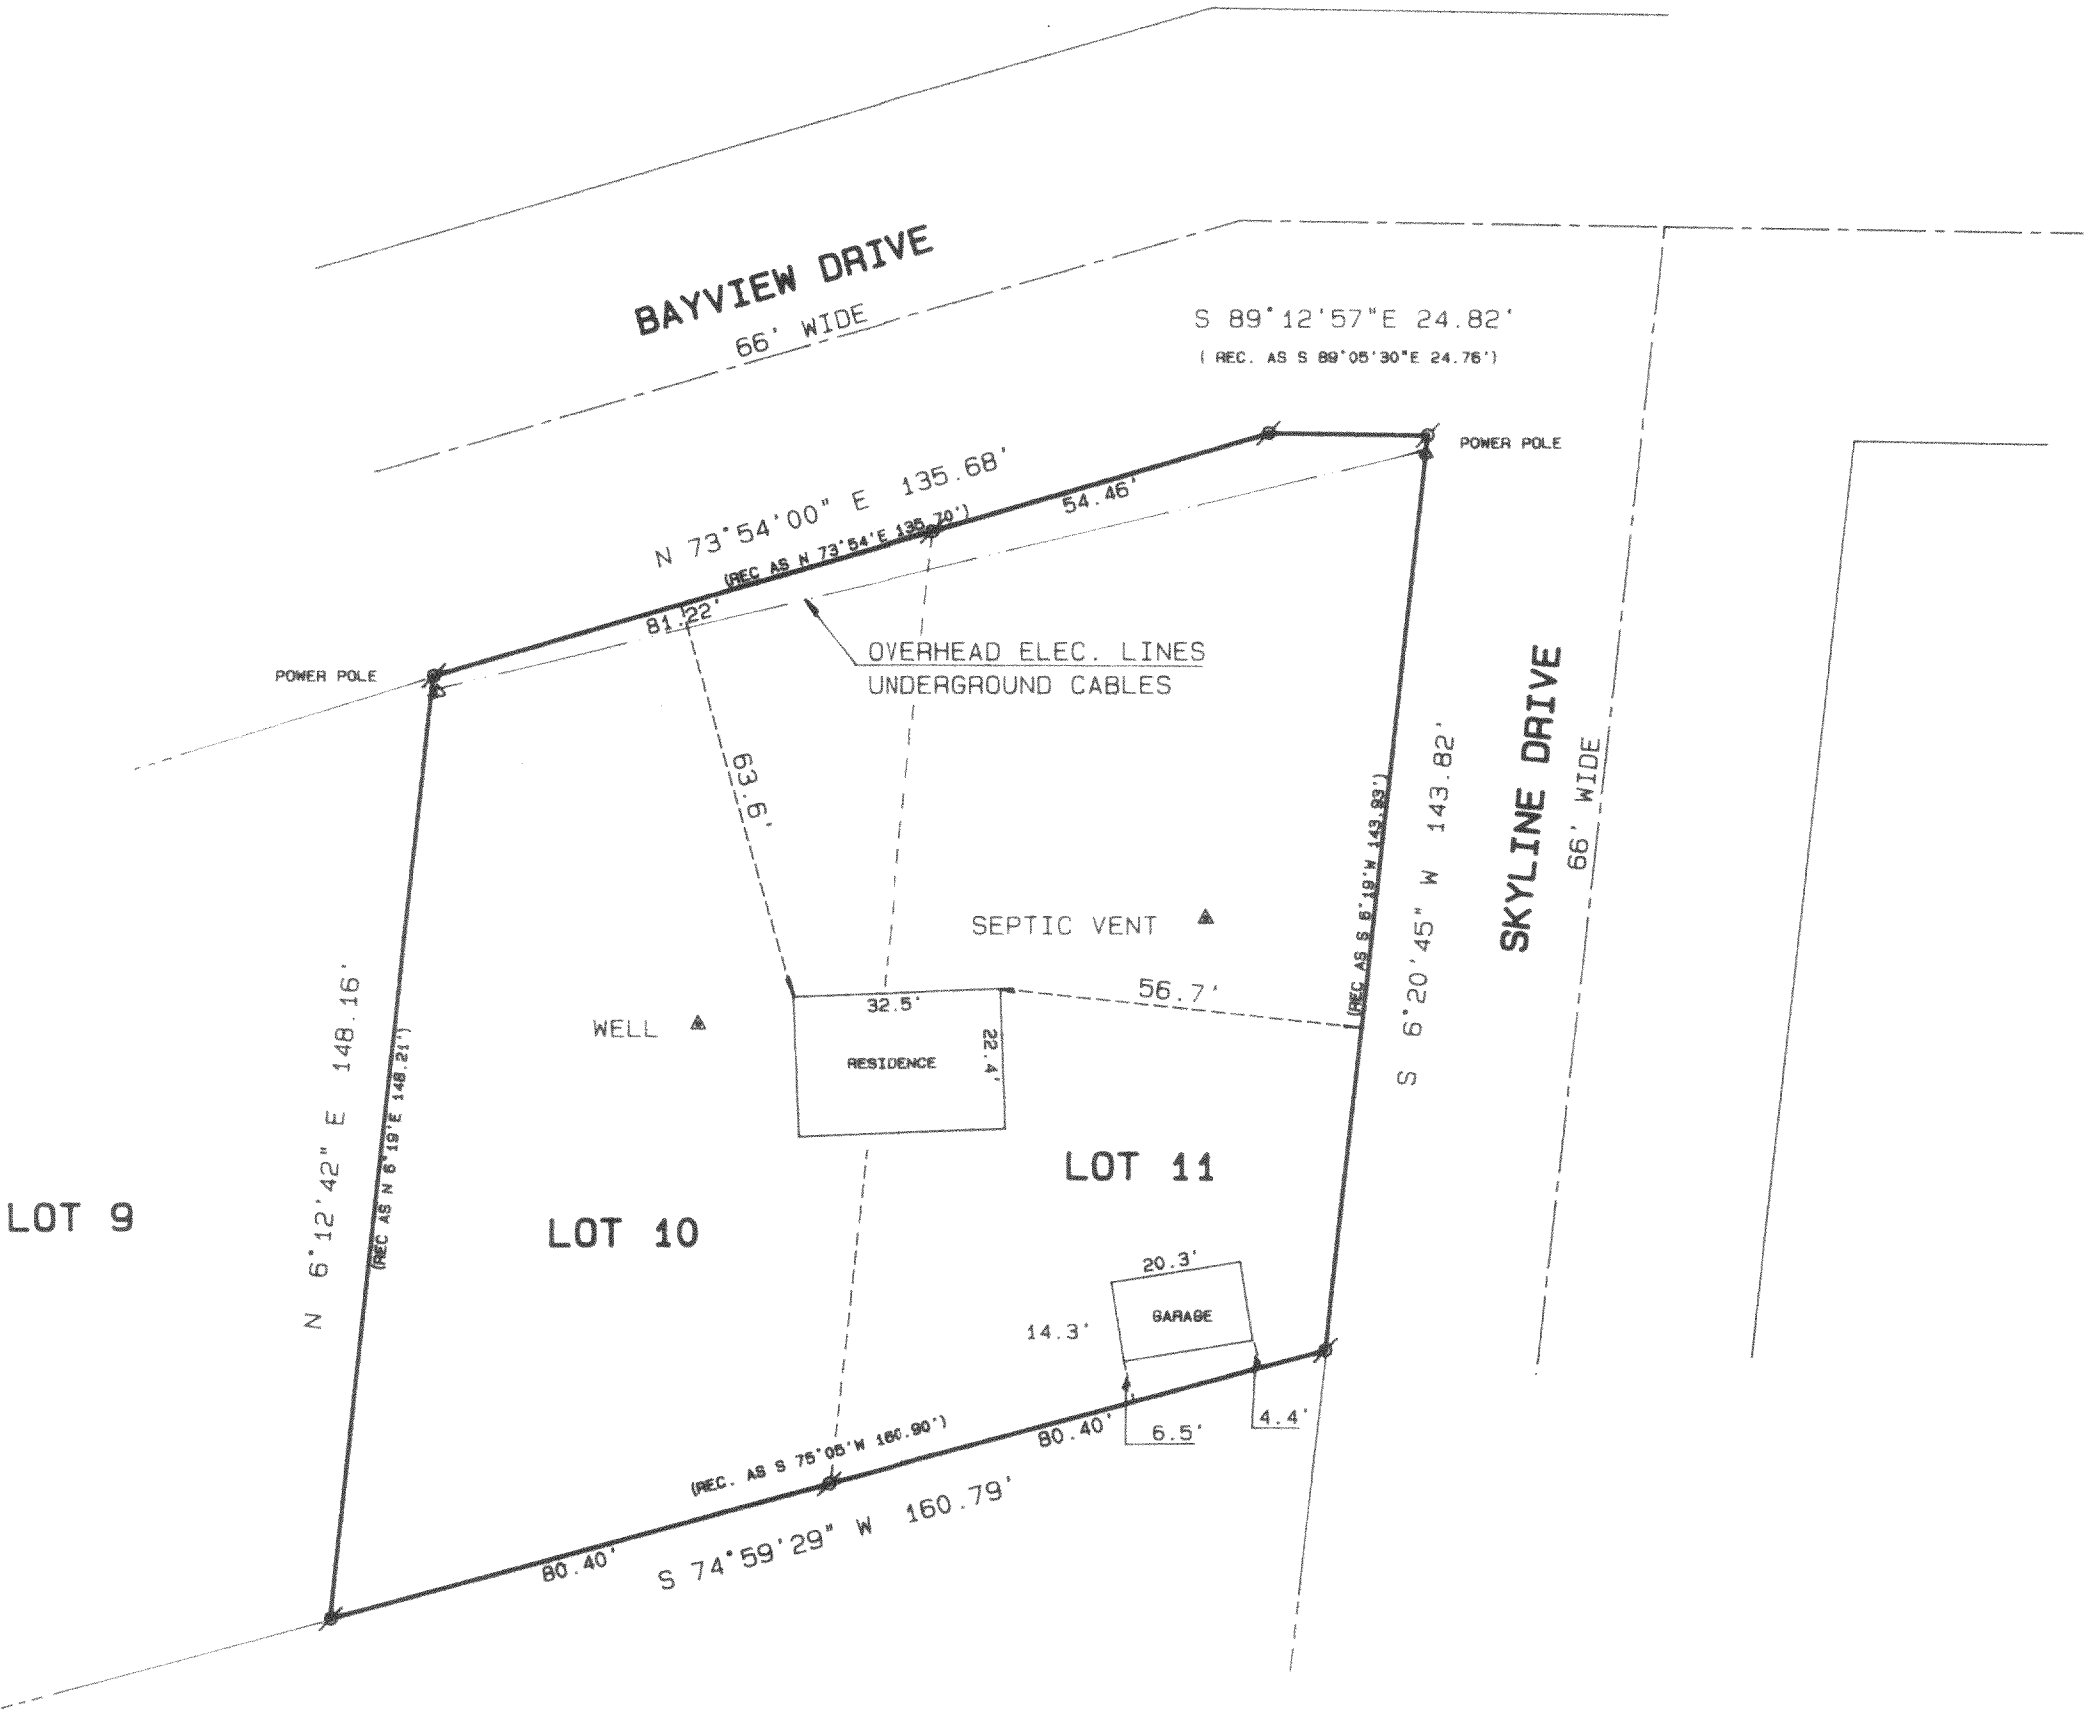 BAYVIEW DRIVE
66' WIDE
S 89°12'57"E 24.82'
( REC. AS S 89°05'30"E 24.76')
POWER POLE
N 73°54'00" E 135.68'
(REC AS N 73°54'E 135.70')
54.46'
81.22'
POWER POLE
OVERHEAD ELEC. LINES
UNDERGROUND CABLES
63.6'
SKYLINE DRIVE
66' WIDE
S 6°20'45" W 143.82'
(REC AS S 6°19'W 143.93')
SEPTIC VENT
56.7'
32.5'
22.4'
RESIDENCE
WELL
N 6°12'42" E 148.16'
(REC AS N 6°19'E 148.21')
LOT 11
LOT 9
LOT 10
20.3'
GARAGE
14.3'
4.4'
6.5'
80.40'
(REC. AS S 75°05'W 160.90')
S 74°59'29" W 160.79'
80.40'